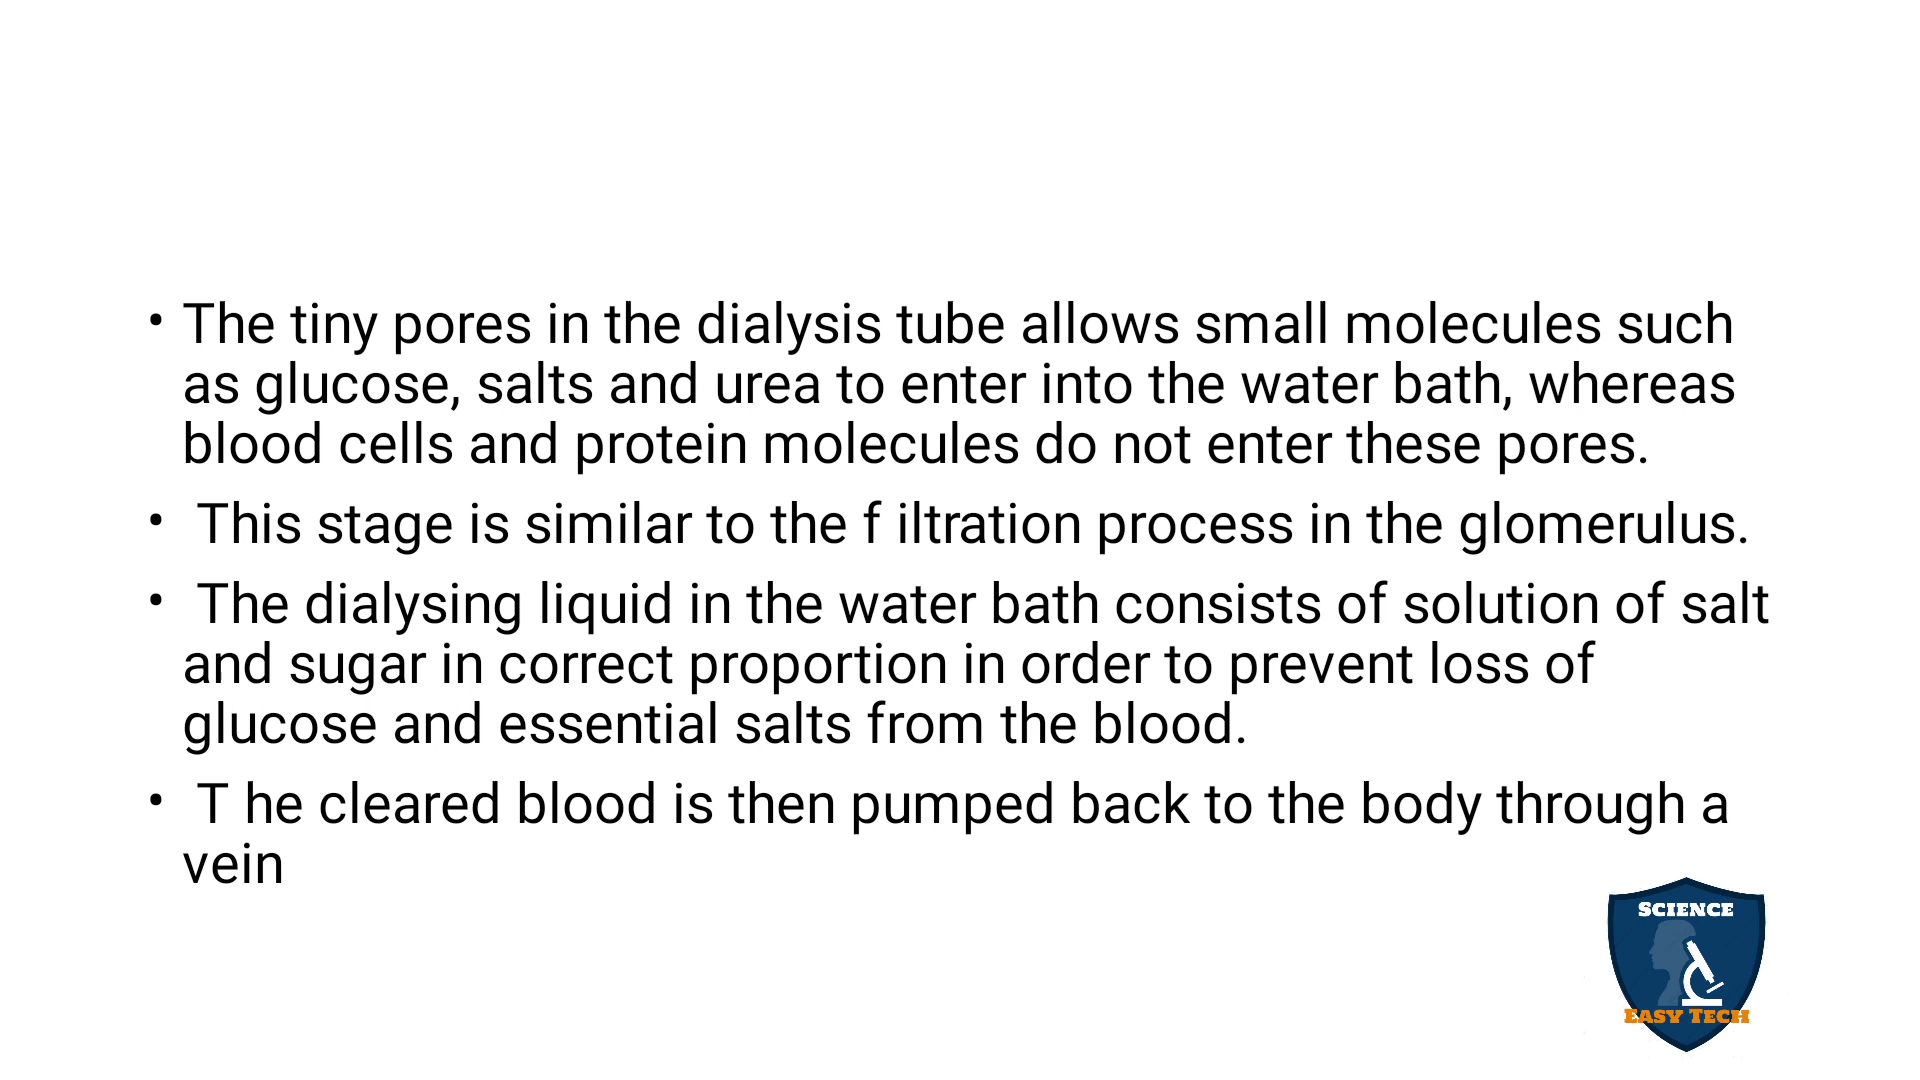 • The tiny pores in the dialysis tube allows small molecules such
as glucose, salts and urea to enter into the water bath, whereas
blood cells and protein molecules do not enter these pores.
• This stage is similar to the f iltration process in the glomerulus.
• The dialysing liquid in the water bath consists of solution of salt
and sugar in correct proportion in order to prevent loss of
glucose and essential salts from the blood.
• T he cleared blood is then pumped back to the body through a
vein
SCIENCE
EASY TECH